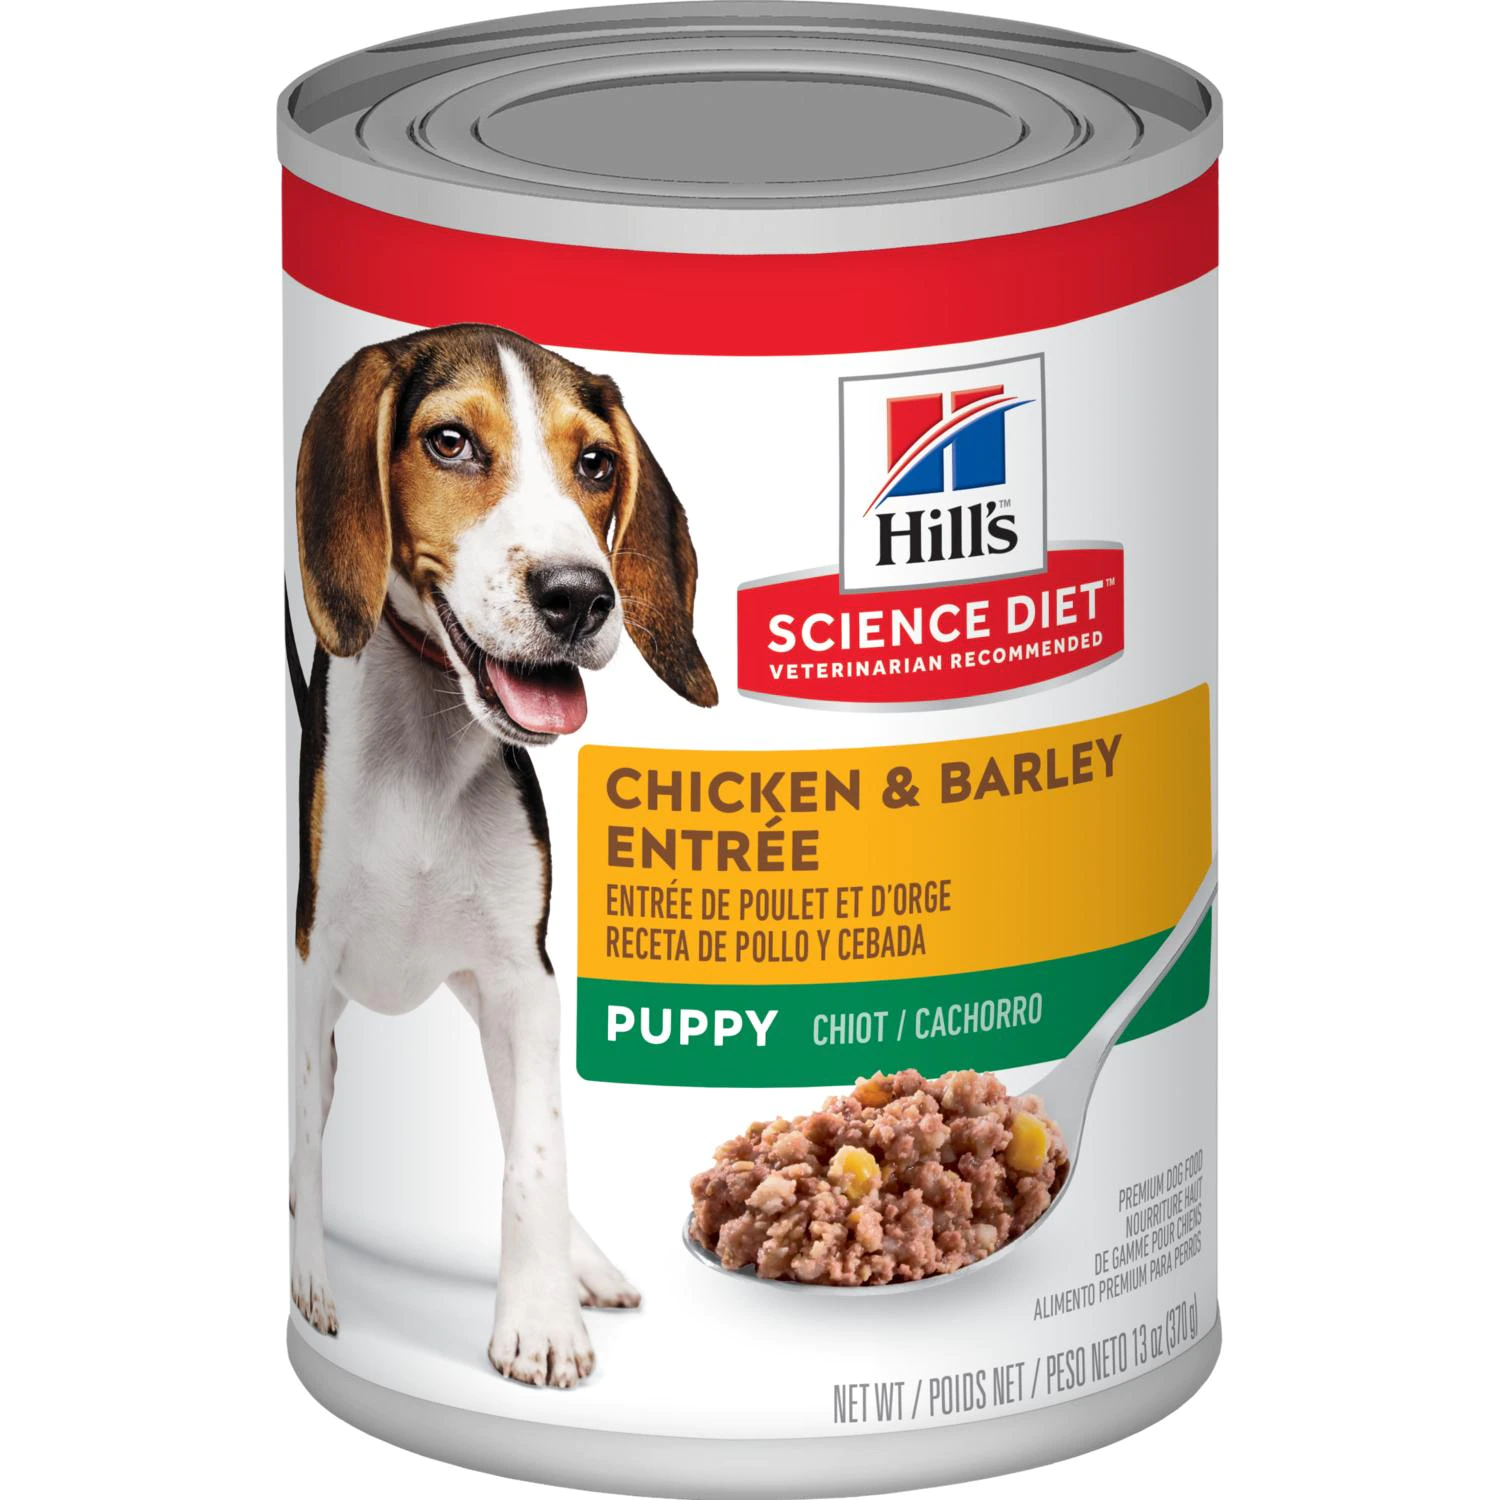 Hill's™
SCIENCE DIET™
VETERINARIAN RECOMMENDED
CHICKEN & BARLEY
ENTRÉE
ENTRÉE DE POULET ET D'ORGE
RECETA DE POLLO Y CEBADA
PUPPY CHIOT / CACHORRO
PREMIUM DOG FOOD
NOURRITURE HAUT
DE GAMME POUR CHIENS
ALIMENTO PREMIUM PARA PERROS
NET WT / POIDS NET / PESO NETO 13 oz (370 g)